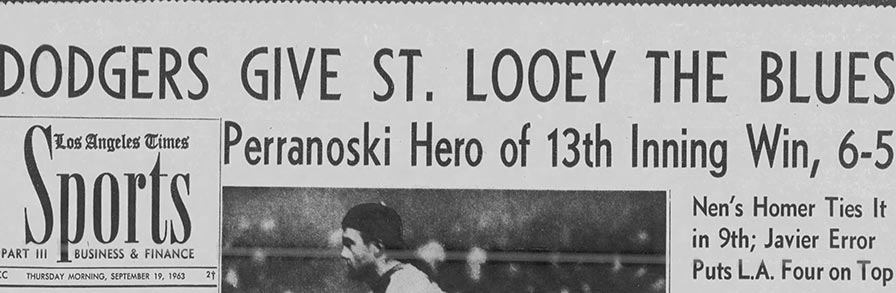 DODGERS GIVE ST. LOOEY THE BLUES
Perranoski Hero of 13th Inning Win, 6-5
Los Angeles Times
Sports
PART III BUSINESS & FINANCE
CC THURSDAY MORNING, SEPTEMBER 19, 1963 2†
Nen's Homer Ties It
in 9th; Javier Error
Puts L.A. Four on Top